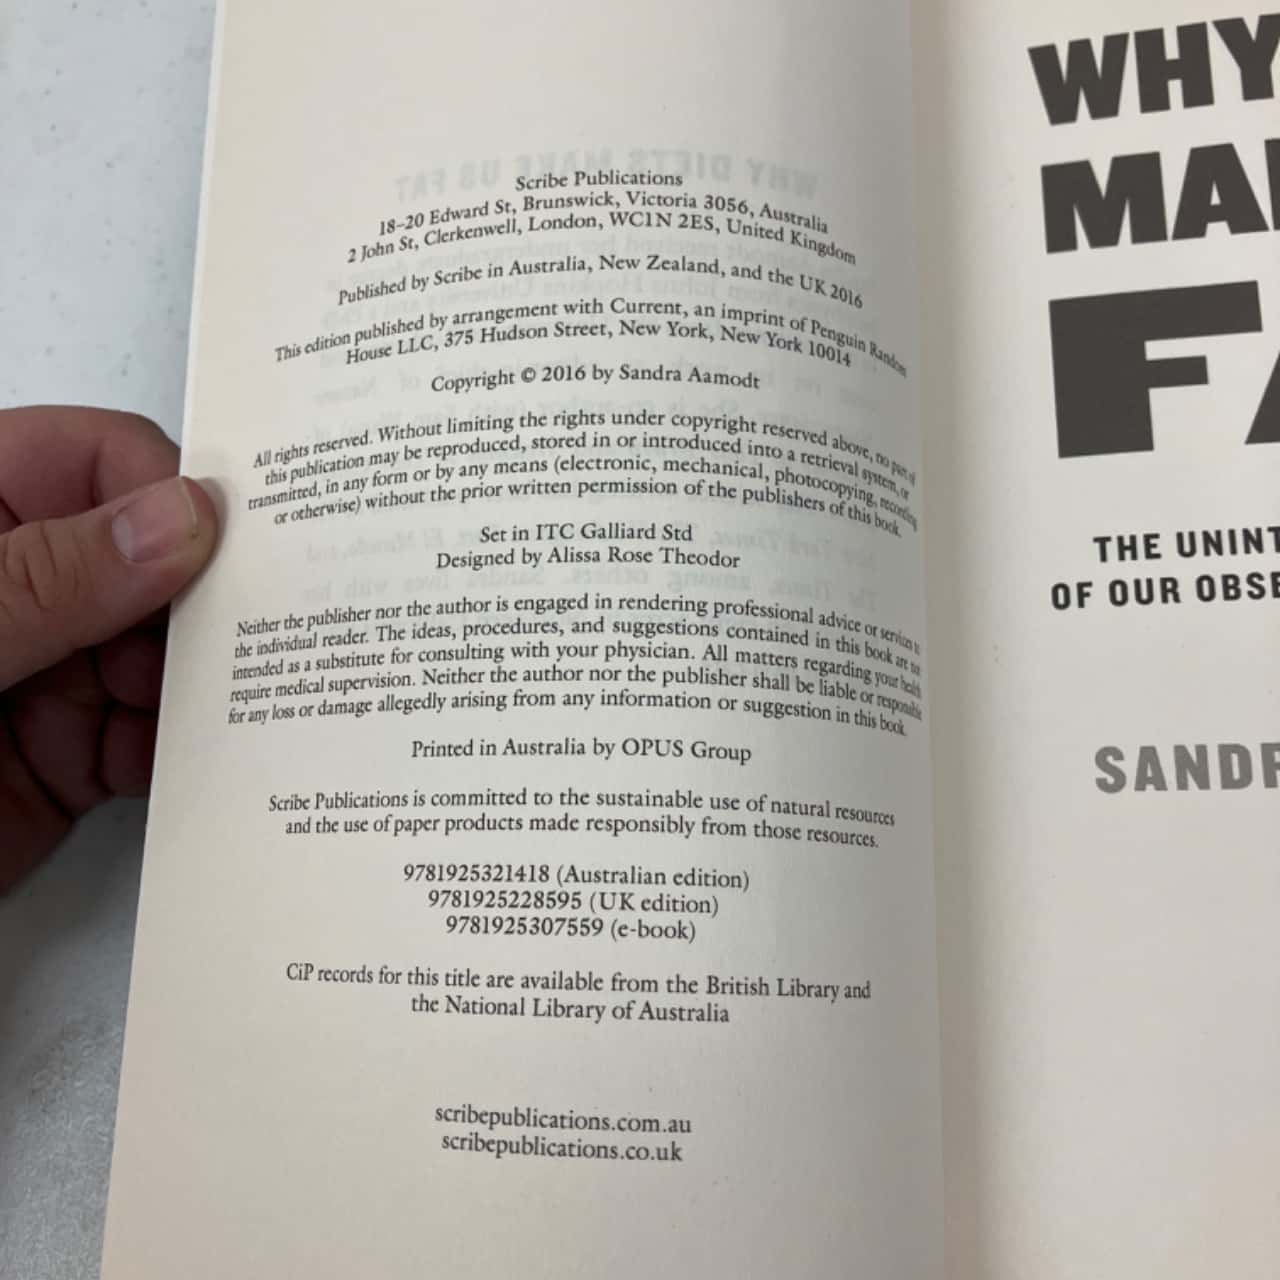 Scribe Publications
18–20 Edward St, Brunswick, Victoria 3056, Australia
2 John St, Clerkenwell, London, WC1N 2ES, United Kingdom
Published by Scribe in Australia, New Zealand, and the UK 2016
This edition published by arrangement with Current, an imprint of Penguin Random
House LLC, 375 Hudson Street, New York, New York 10014
Copyright © 2016 by Sandra Aamodt
All rights reserved. Without limiting the rights under copyright reserved above, no part of
this publication may be reproduced, stored in or introduced into a retrieval system, or
transmitted, in any form or by any means (electronic, mechanical, photocopying, recording
or otherwise) without the prior written permission of the publishers of this book.
Set in ITC Galliard Std
Designed by Alissa Rose Theodor
Neither the publisher nor the author is engaged in rendering professional advice or services to
the individual reader. The ideas, procedures, and suggestions contained in this book are not
intended as a substitute for consulting with your physician. All matters regarding your health
require medical supervision. Neither the author nor the publisher shall be liable or responsible
for any loss or damage allegedly arising from any information or suggestion in this book.
Printed in Australia by OPUS Group
Scribe Publications is committed to the sustainable use of natural resources
and the use of paper products made responsibly from those resources.
9781925321418 (Australian edition)
9781925228595 (UK edition)
9781925307559 (e-book)
CiP records for this title are available from the British Library and
the National Library of Australia
scribepublications.com.au
scribepublications.co.uk
WHY
MA
FA
THE UNINT
OF OUR OBSE
SANDR